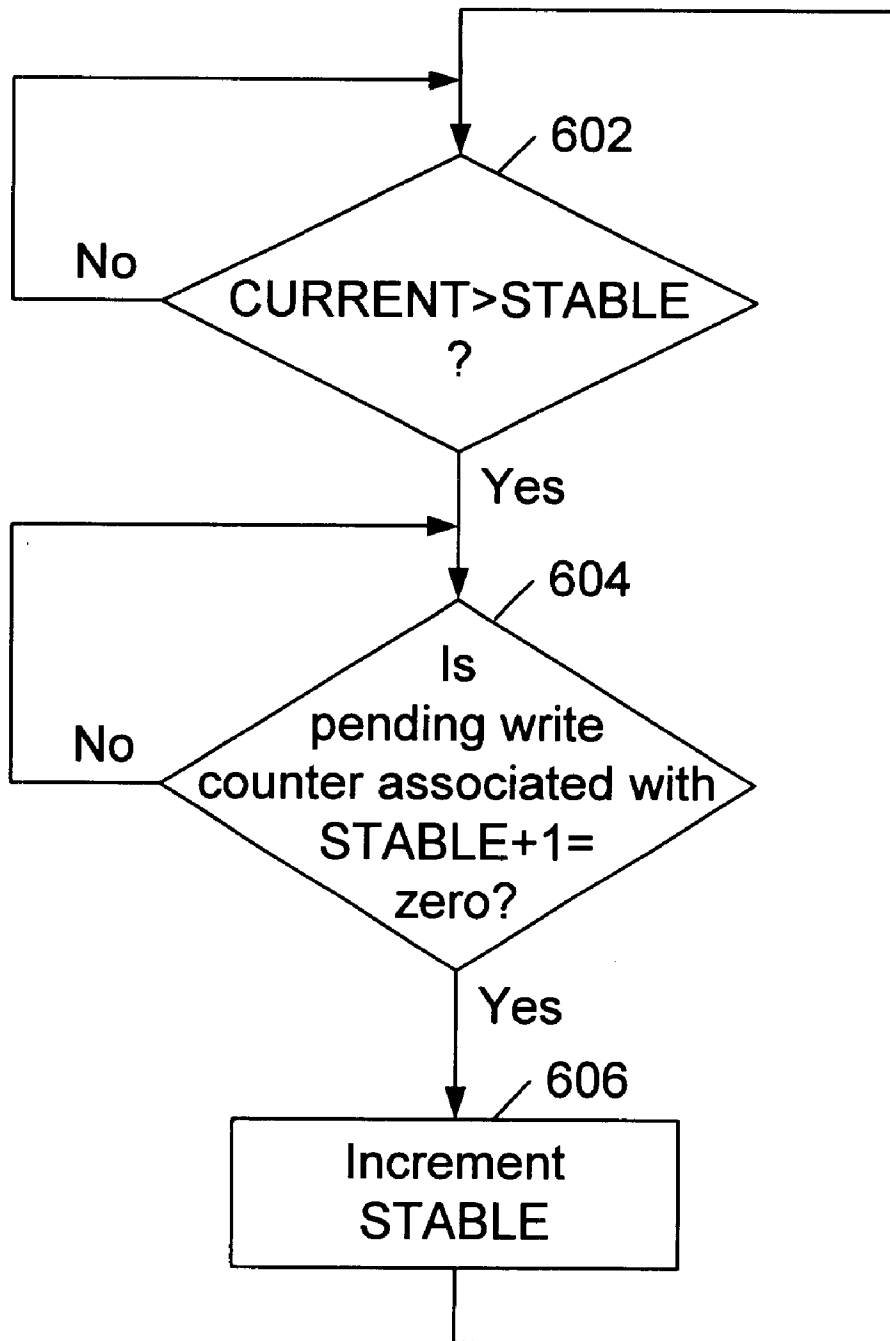 602
No
CURRENT>STABLE
?
Yes
604
Is
pending write
No
counter associated with
STABLE+1=
zero?
Yes
606
Increment
STABLE